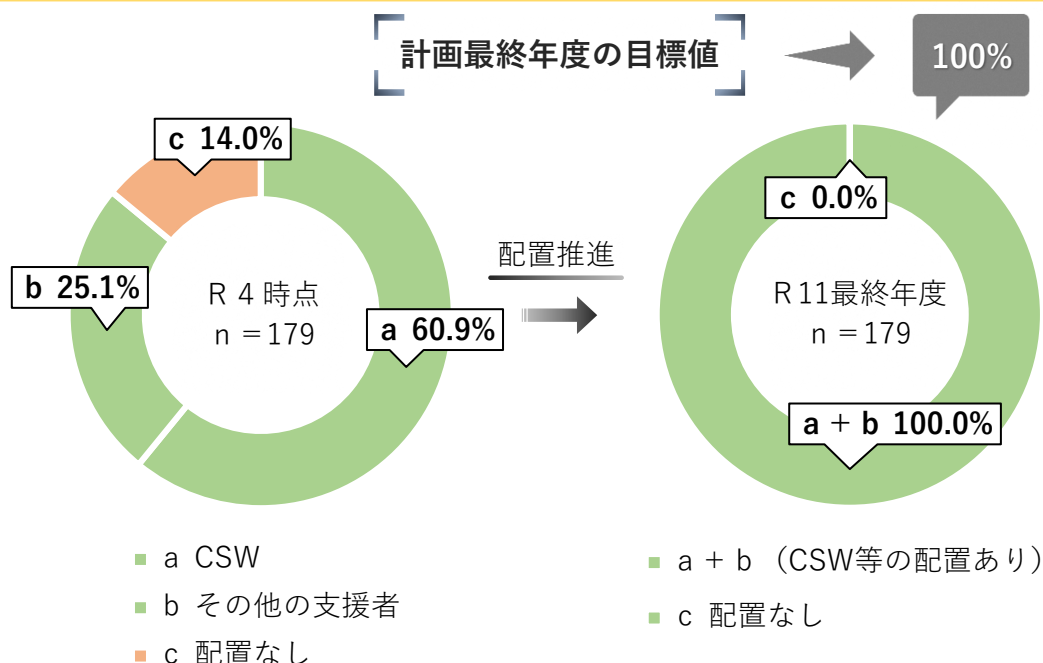 計画最終年度の目標値
100%
c 14.0%
b 25.1%
a 60.9%
R 4 時点
n =179
配置推進
c 0.0%
R 11最終年度
n =179
a + b 100.0%
a CSW
b その他の支援者
c 配置なし
a + b （CSW等の配置あり）
c 配置なし